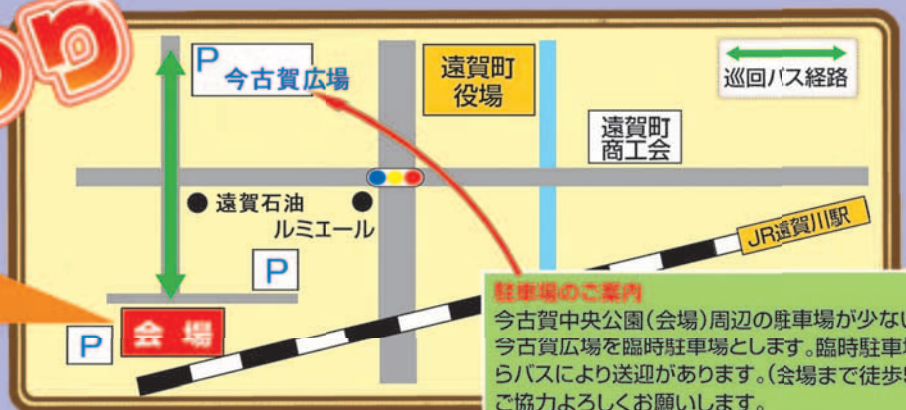 り
P 今古賀広場
遠賀町
役場
巡回バス経路
遠賀町
商工会
遠賀石油
ルミエール
P
JR遠賀川駅
P
会場
駐車場のご案内
今古賀中央公園(会場)周辺の駐車場が少ない
今古賀広場を臨時駐車場とします。臨時駐車場
らバスにより送迎があります。(会場まで徒歩
ご協力よろしくお願いします。